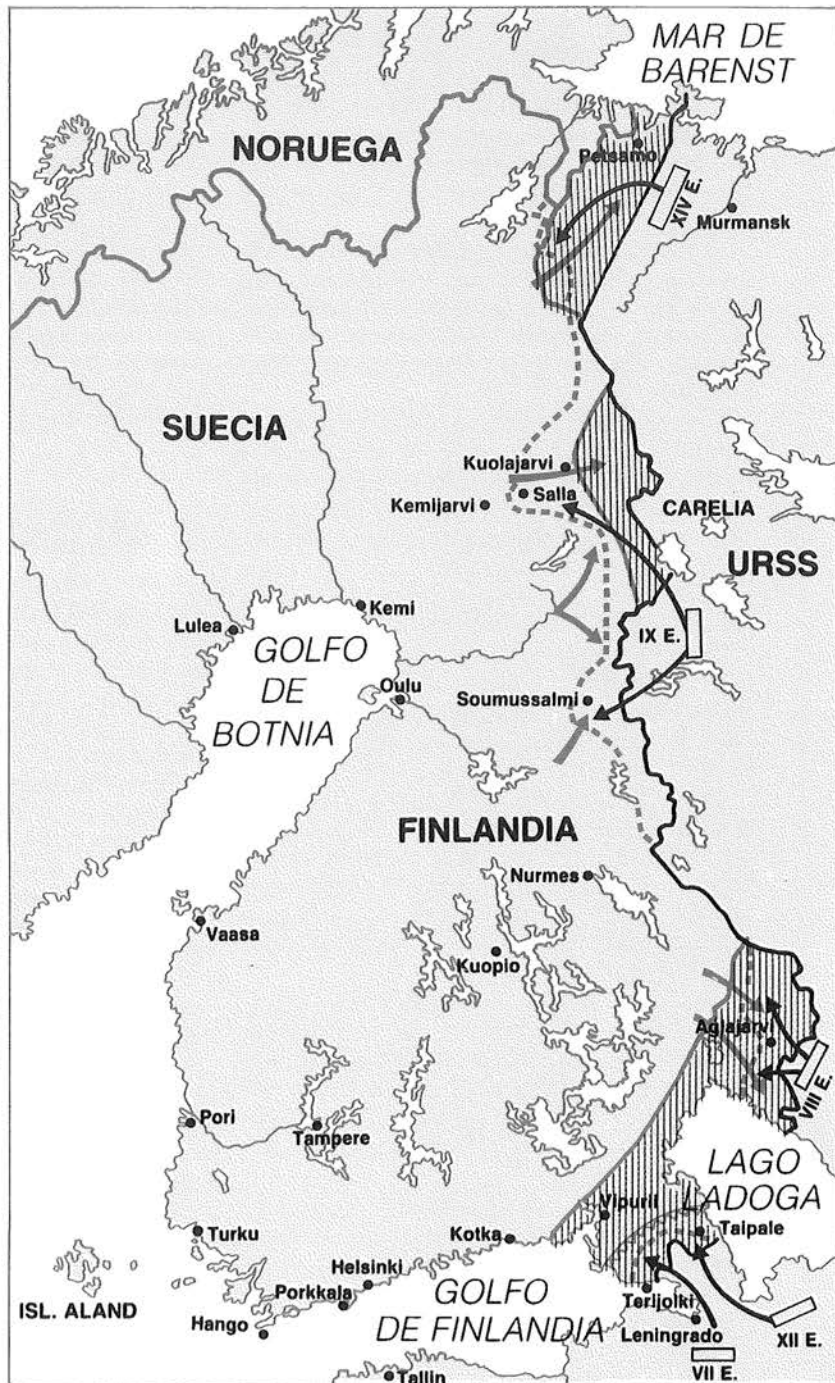 MAR DE
BARENST
NORUEGA
Petsamo
XIV E.
Murmansk
SUECIA
Kuolajarvi
Salla
Kemijarvi
CARELIA
URSS
Kemi
Lulea
IX E.
GOLFO
DE
BOTNIA
Oulu
Soumussalmi
FINLANDIA
Nurmes
Vaasa
Kuopio
Aglajarvi
VIII E.
Pori
Tampere
LAGO
LADOGA
Vipurii
Taipale
Turku
Kotka
Helsinki
Porkkala
GOLFO
DE FINLANDIA
Terijolki
ISL. ALAND
Hango
Leningrado
XII E.
VII E.
Tallin